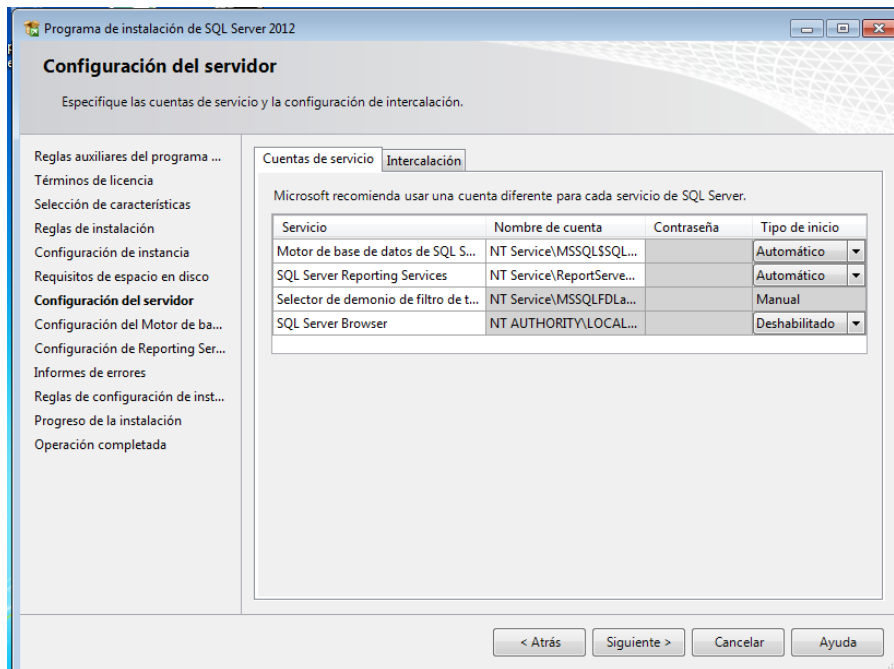 Programa de instalación de SQL Server 2012
Configuración del servidor
Especifique las cuentas de servicio y la configuración de intercalación.
Reglas auxiliares del programa ...
Términos de licencia
Selección de características
Reglas de instalación
Configuración de instancia
Requisitos de espacio en disco
Configuración del servidor
Configuración del Motor de ba...
Configuración de Reporting Ser...
Informes de errores
Reglas de configuración de inst...
Progreso de la instalación
Operación completada
Cuentas de servicio Intercalación
Microsoft recomienda usar una cuenta diferente para cada servicio de SQL Server.
Servicio Nombre de cuenta Contraseña Tipo de inicio
Motor de base de datos de SQL S... NT Service\MSSQL$SQL... Automático
SQL Server Reporting Services NT Service\ReportServe... Automático
Selector de demonio de filtro de t... NT Service\MSSQLFDLa... Manual
SQL Server Browser NT AUTHORITY\LOCAL... Deshabilitado
< Atrás Siguiente > Cancelar Ayuda